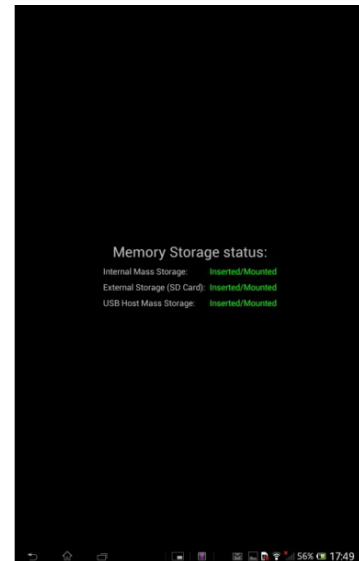 Memory Storage status:
Internal Mass Storage: Inserted/Mounted
External Storage (SD Card): Inserted/Mounted
USB Host Mass Storage: Inserted/Mounted
56% 17:49